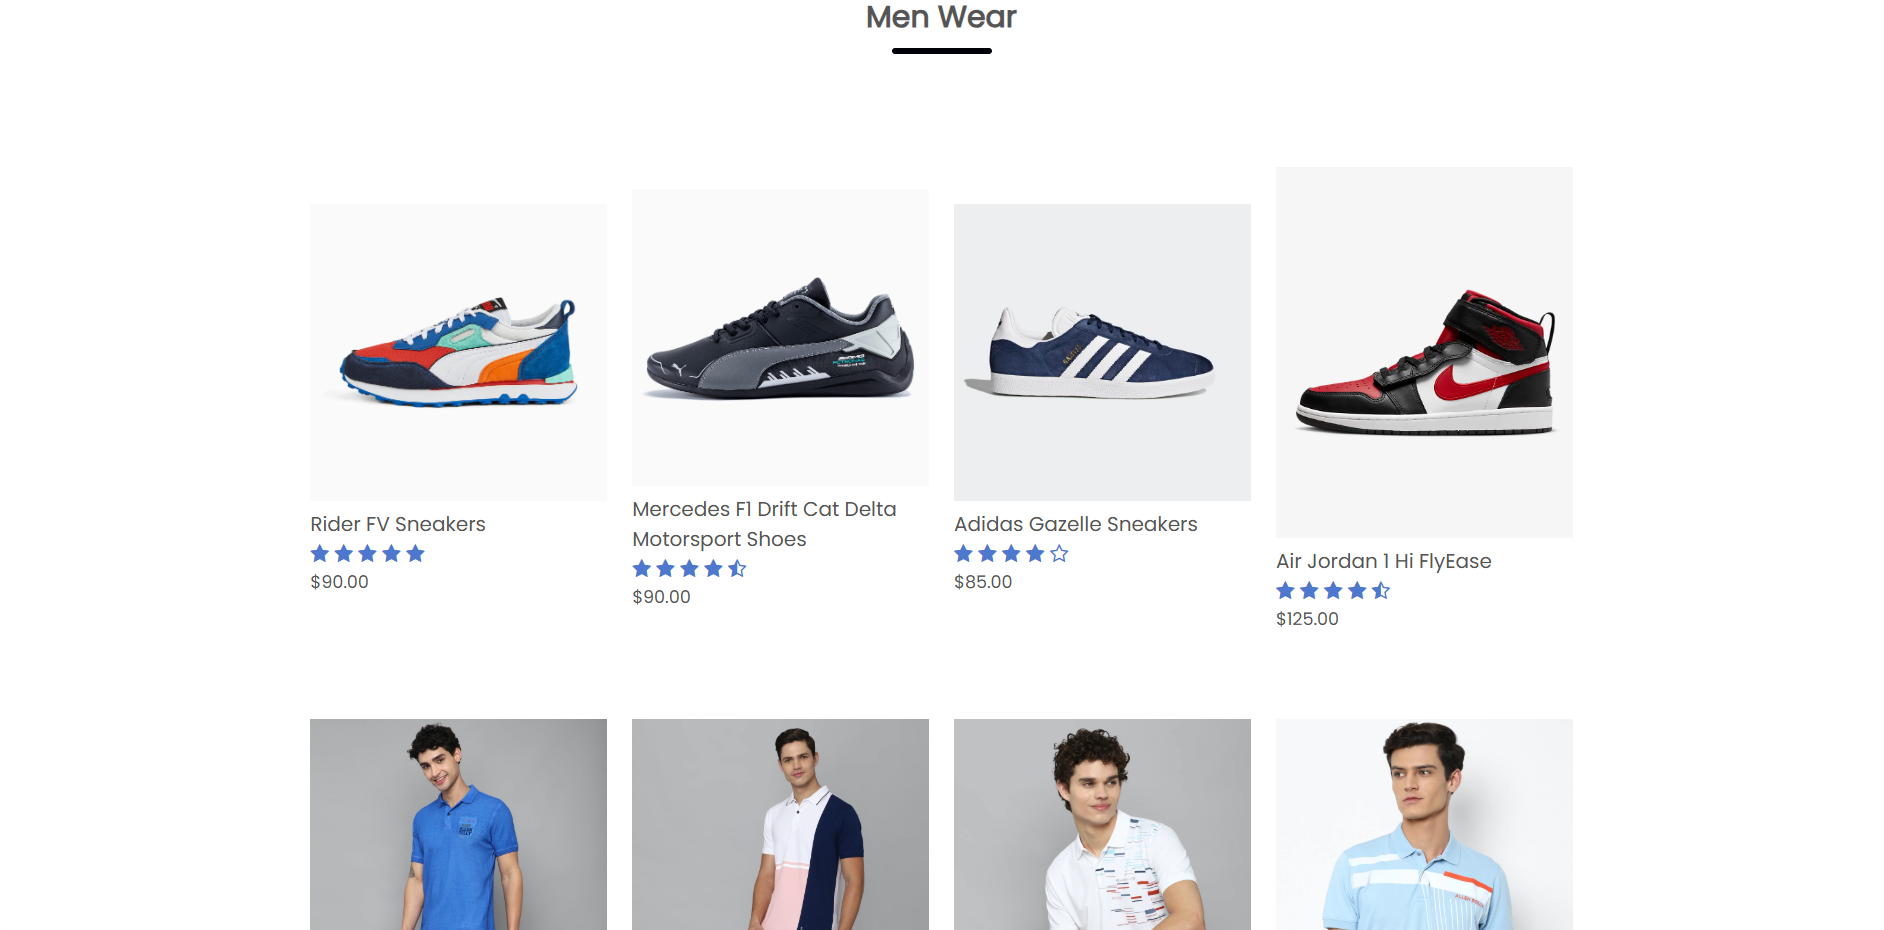 Men Wear
Rider FV Sneakers
$90.00
Mercedes F1 Drift Cat Delta
Motorsport Shoes
$90.00
Adidas Gazelle Sneakers
$85.00
Air Jordan 1 Hi FlyEase
$125.00